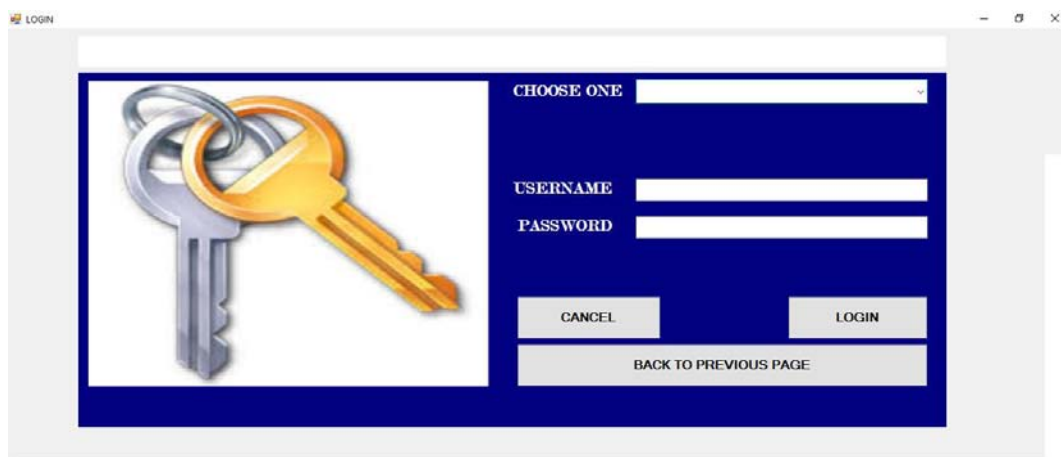 LOGIN
CHOOSE ONE
USERNAME
PASSWORD
CANCEL
LOGIN
BACK TO PREVIOUS PAGE